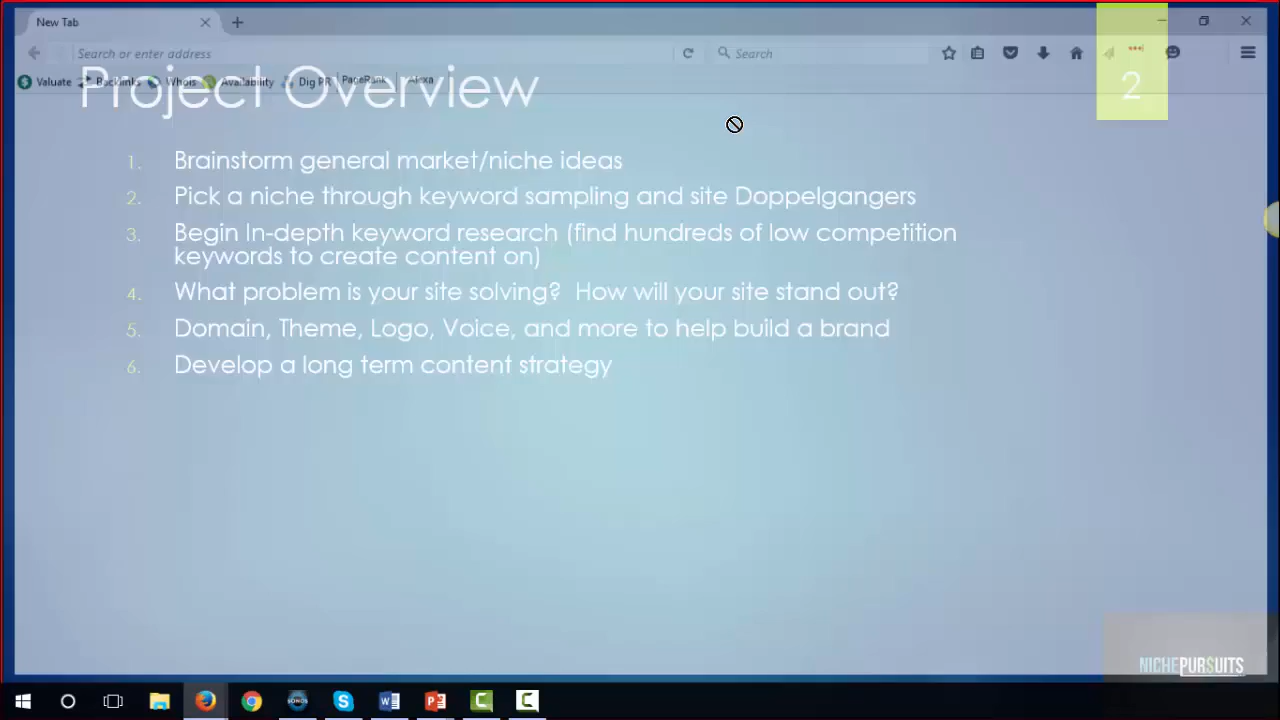 New Tab
Search or enter address
Search
Valuate Backlinks Whois Availability Dig PR PageRank Alexa
Project Overview
2
1. Brainstorm general market/niche ideas
2. Pick a niche through keyword sampling and site Doppelgangers
3. Begin In-depth keyword research (find hundreds of low competition
keywords to create content on)
4. What problem is your site solving? How will your site stand out?
5. Domain, Theme, Logo, Voice, and more to help build a brand
6. Develop a long term content strategy
NICHEPUR$UITS
SONOS